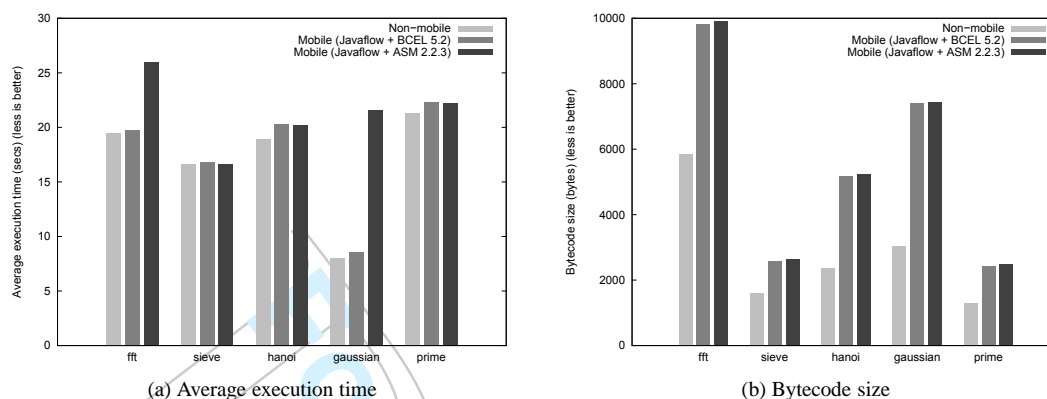 Average execution time (secs) (less is better)
30
25
20
15
10
5
0
Non-mobile
Mobile (Javaflow + BCEL 5.2)
Mobile (Javaflow + ASM 2.2.3)
fft sieve hanoi gaussian prime
(a) Average execution time
Bytecode size (bytes) (less is better)
10000
8000
6000
4000
2000
0
Non-mobile
Mobile (Javaflow + BCEL 5.2)
Mobile (Javaflow + ASM 2.2.3)
fft sieve hanoi gaussian prime
(b) Bytecode size